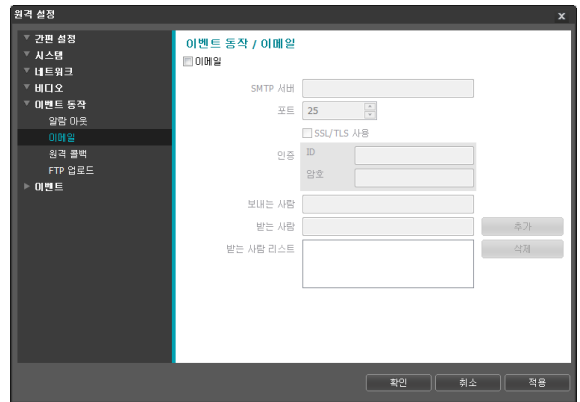 원격 설정
x
간편 설정
시스템
네트워크
비디오
이벤트 동작
알람 아웃
이메일
원격 콜백
FTP 업로드
이벤트
이벤트 동작 / 이메일
이메일
SMTP 서버
포트 25
SSL/TLS 사용
인증 ID
암호
보내는 사람
받는 사람 추가
받는 사람 리스트 삭제
확인 취소 적용